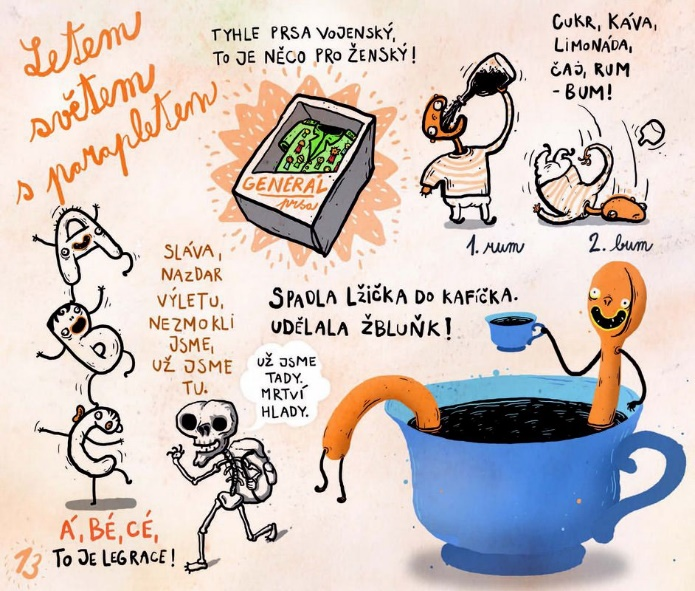 Letem
světem
s parapletem
TYHLE PRSA VOJENSKÝ,
TO JE NĚCO PRO ŽENSKÝ!
GENERÁL
prsa
CUKR, KÁVA,
LIMONÁDA,
ČAJ, RUM
- BUM!
1. rum
2. bum
A
B
C
Á, BÉ, CÉ,
TO JE LEGRACE!
SLÁVA,
NAZDAR
VÝLETU,
NEZMOKLI
JSME,
UŽ JSME
TU.
UŽ JSME
TADY.
MRTVÍ
HLADY.
SPADLA LŽIČKA DO KAFÍČKA.
UDĚLALA ŽBLUŇK!
13